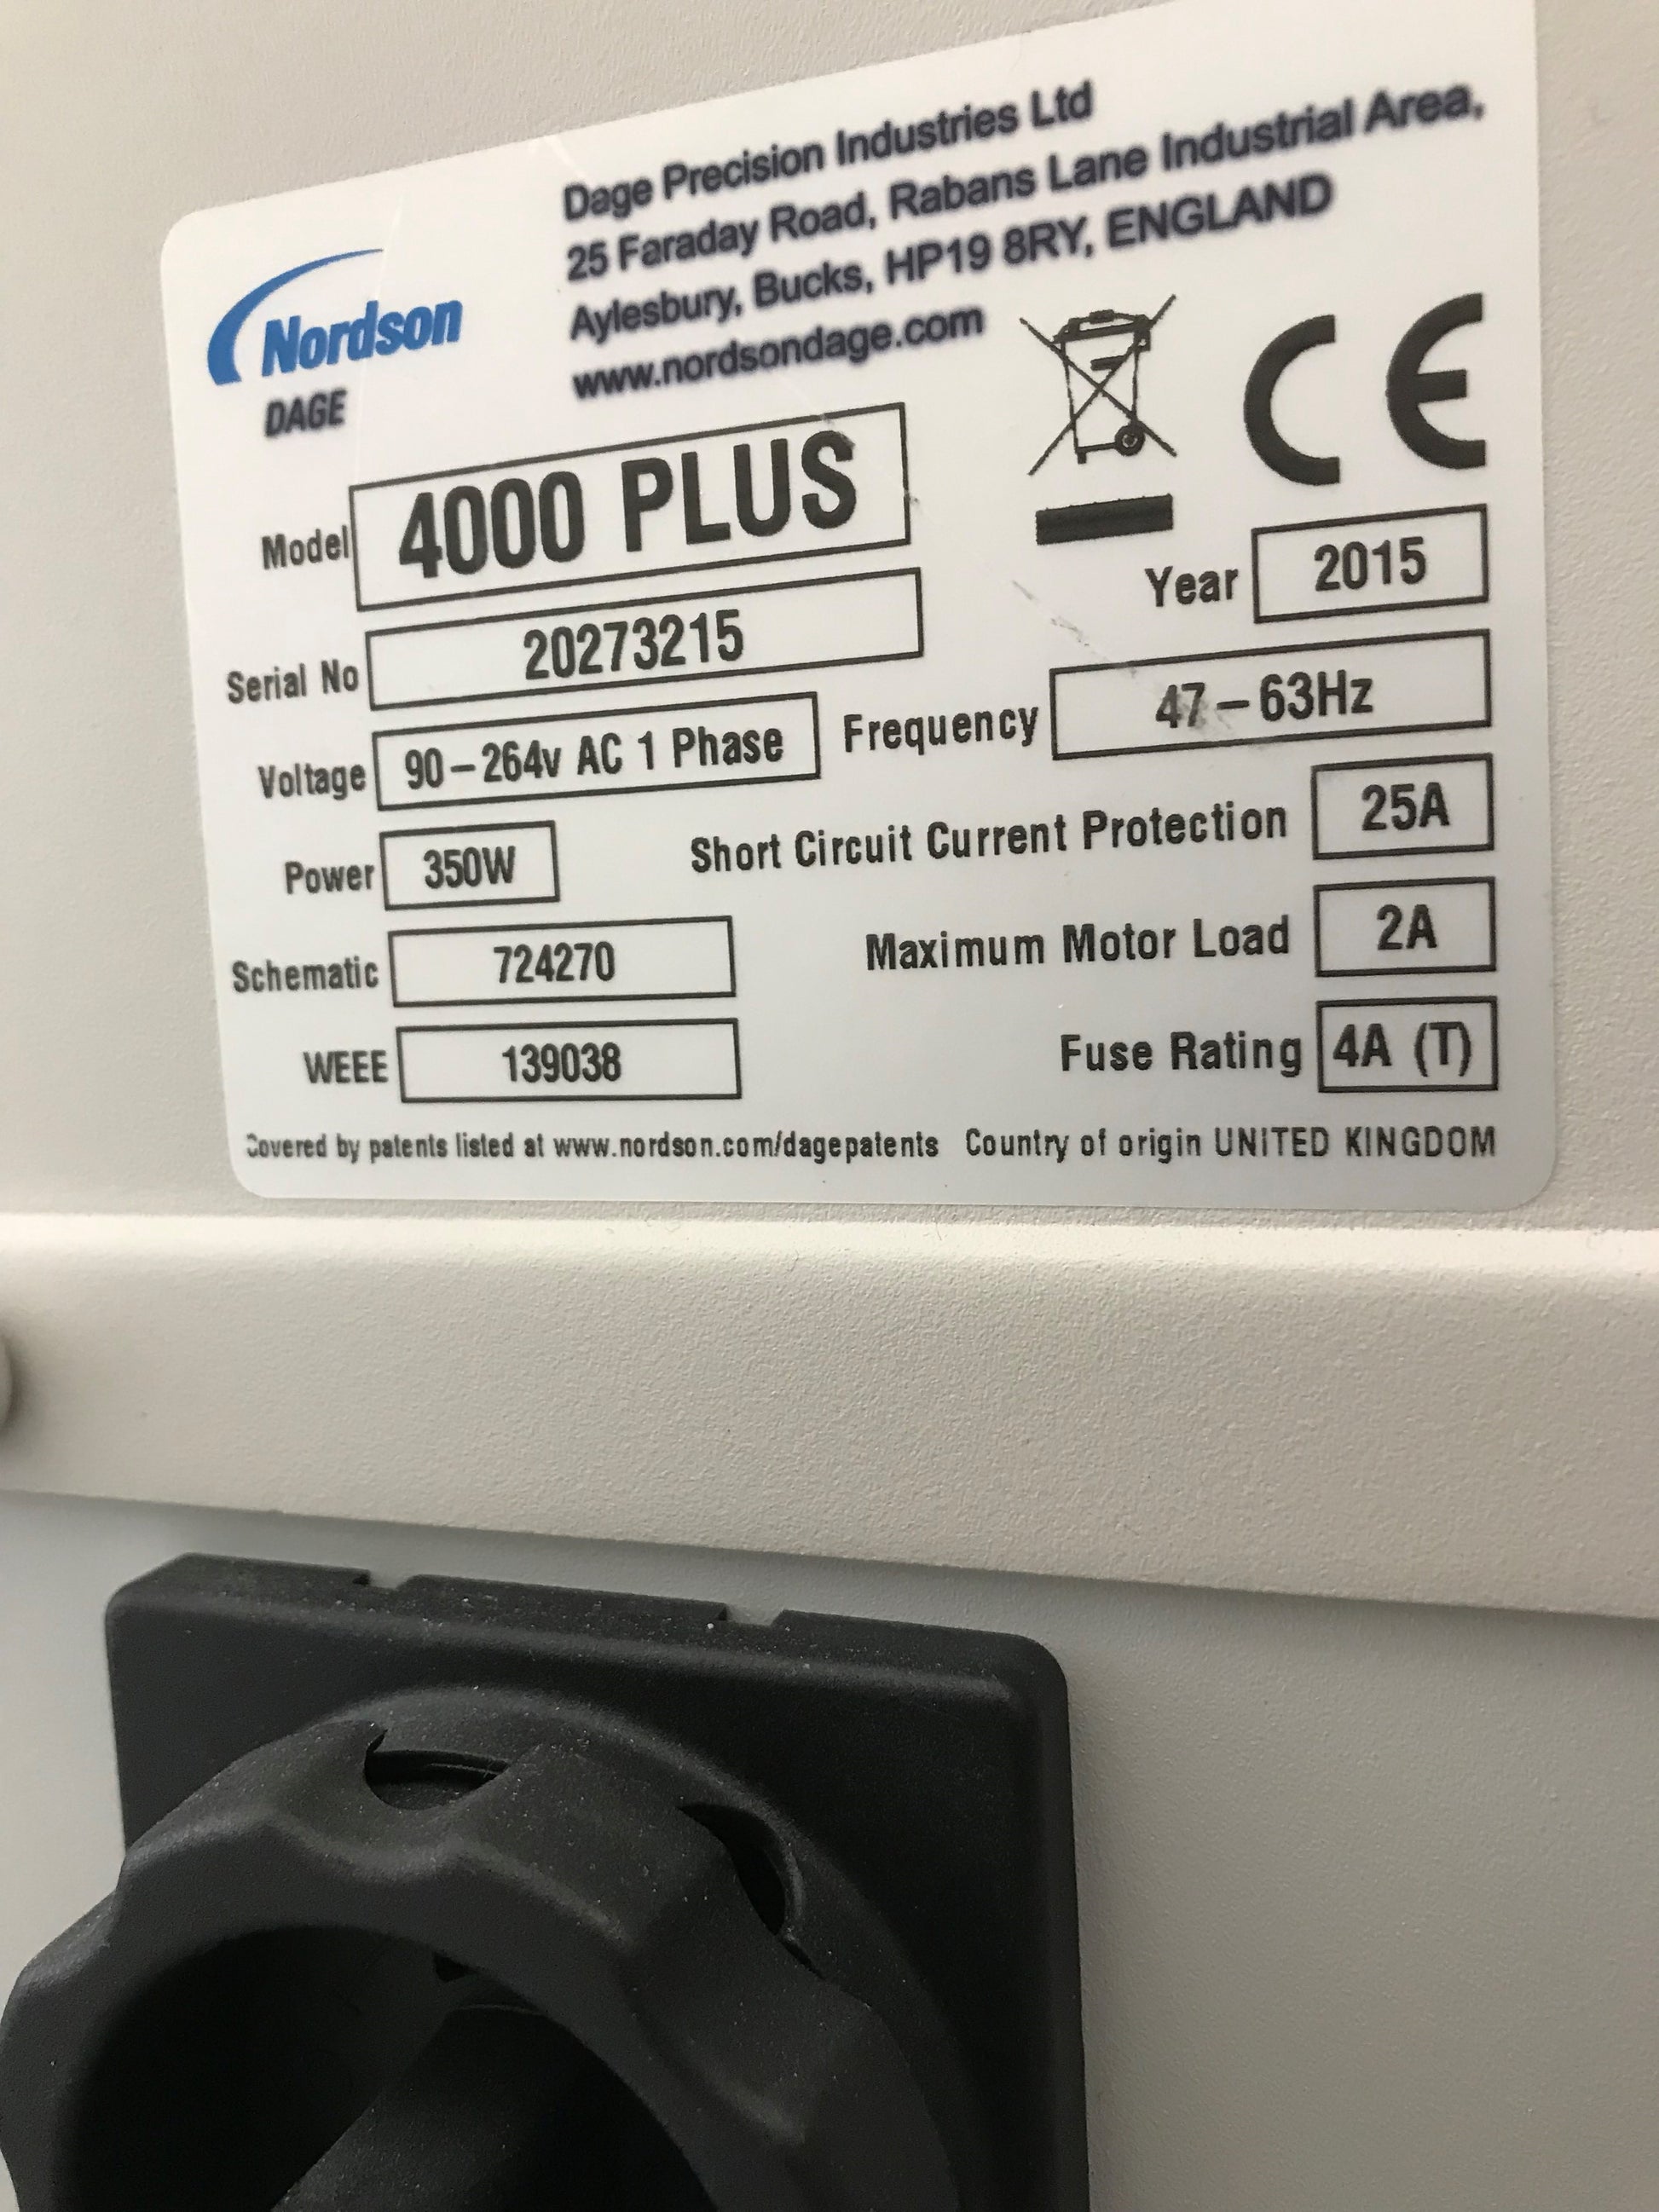 Dage Precision Industries Ltd
25 Faraday Road, Rabans Lane Industrial Area,
Aylesbury, Bucks, HP19 8RY, ENGLAND
www.nordsondage.com
Nordson
DAGE
CE
Model 4000 PLUS
Year 2015
Serial No 20273215
Voltage 90-264v AC 1 Phase Frequency 47-63Hz
Power 350W Short Circuit Current Protection 25A
Schematic 724270 Maximum Motor Load 2A
WEEE 139038 Fuse Rating 4A (T)
Covered by patents listed at www.nordson.com/dagepatents Country of origin UNITED KINGDOM